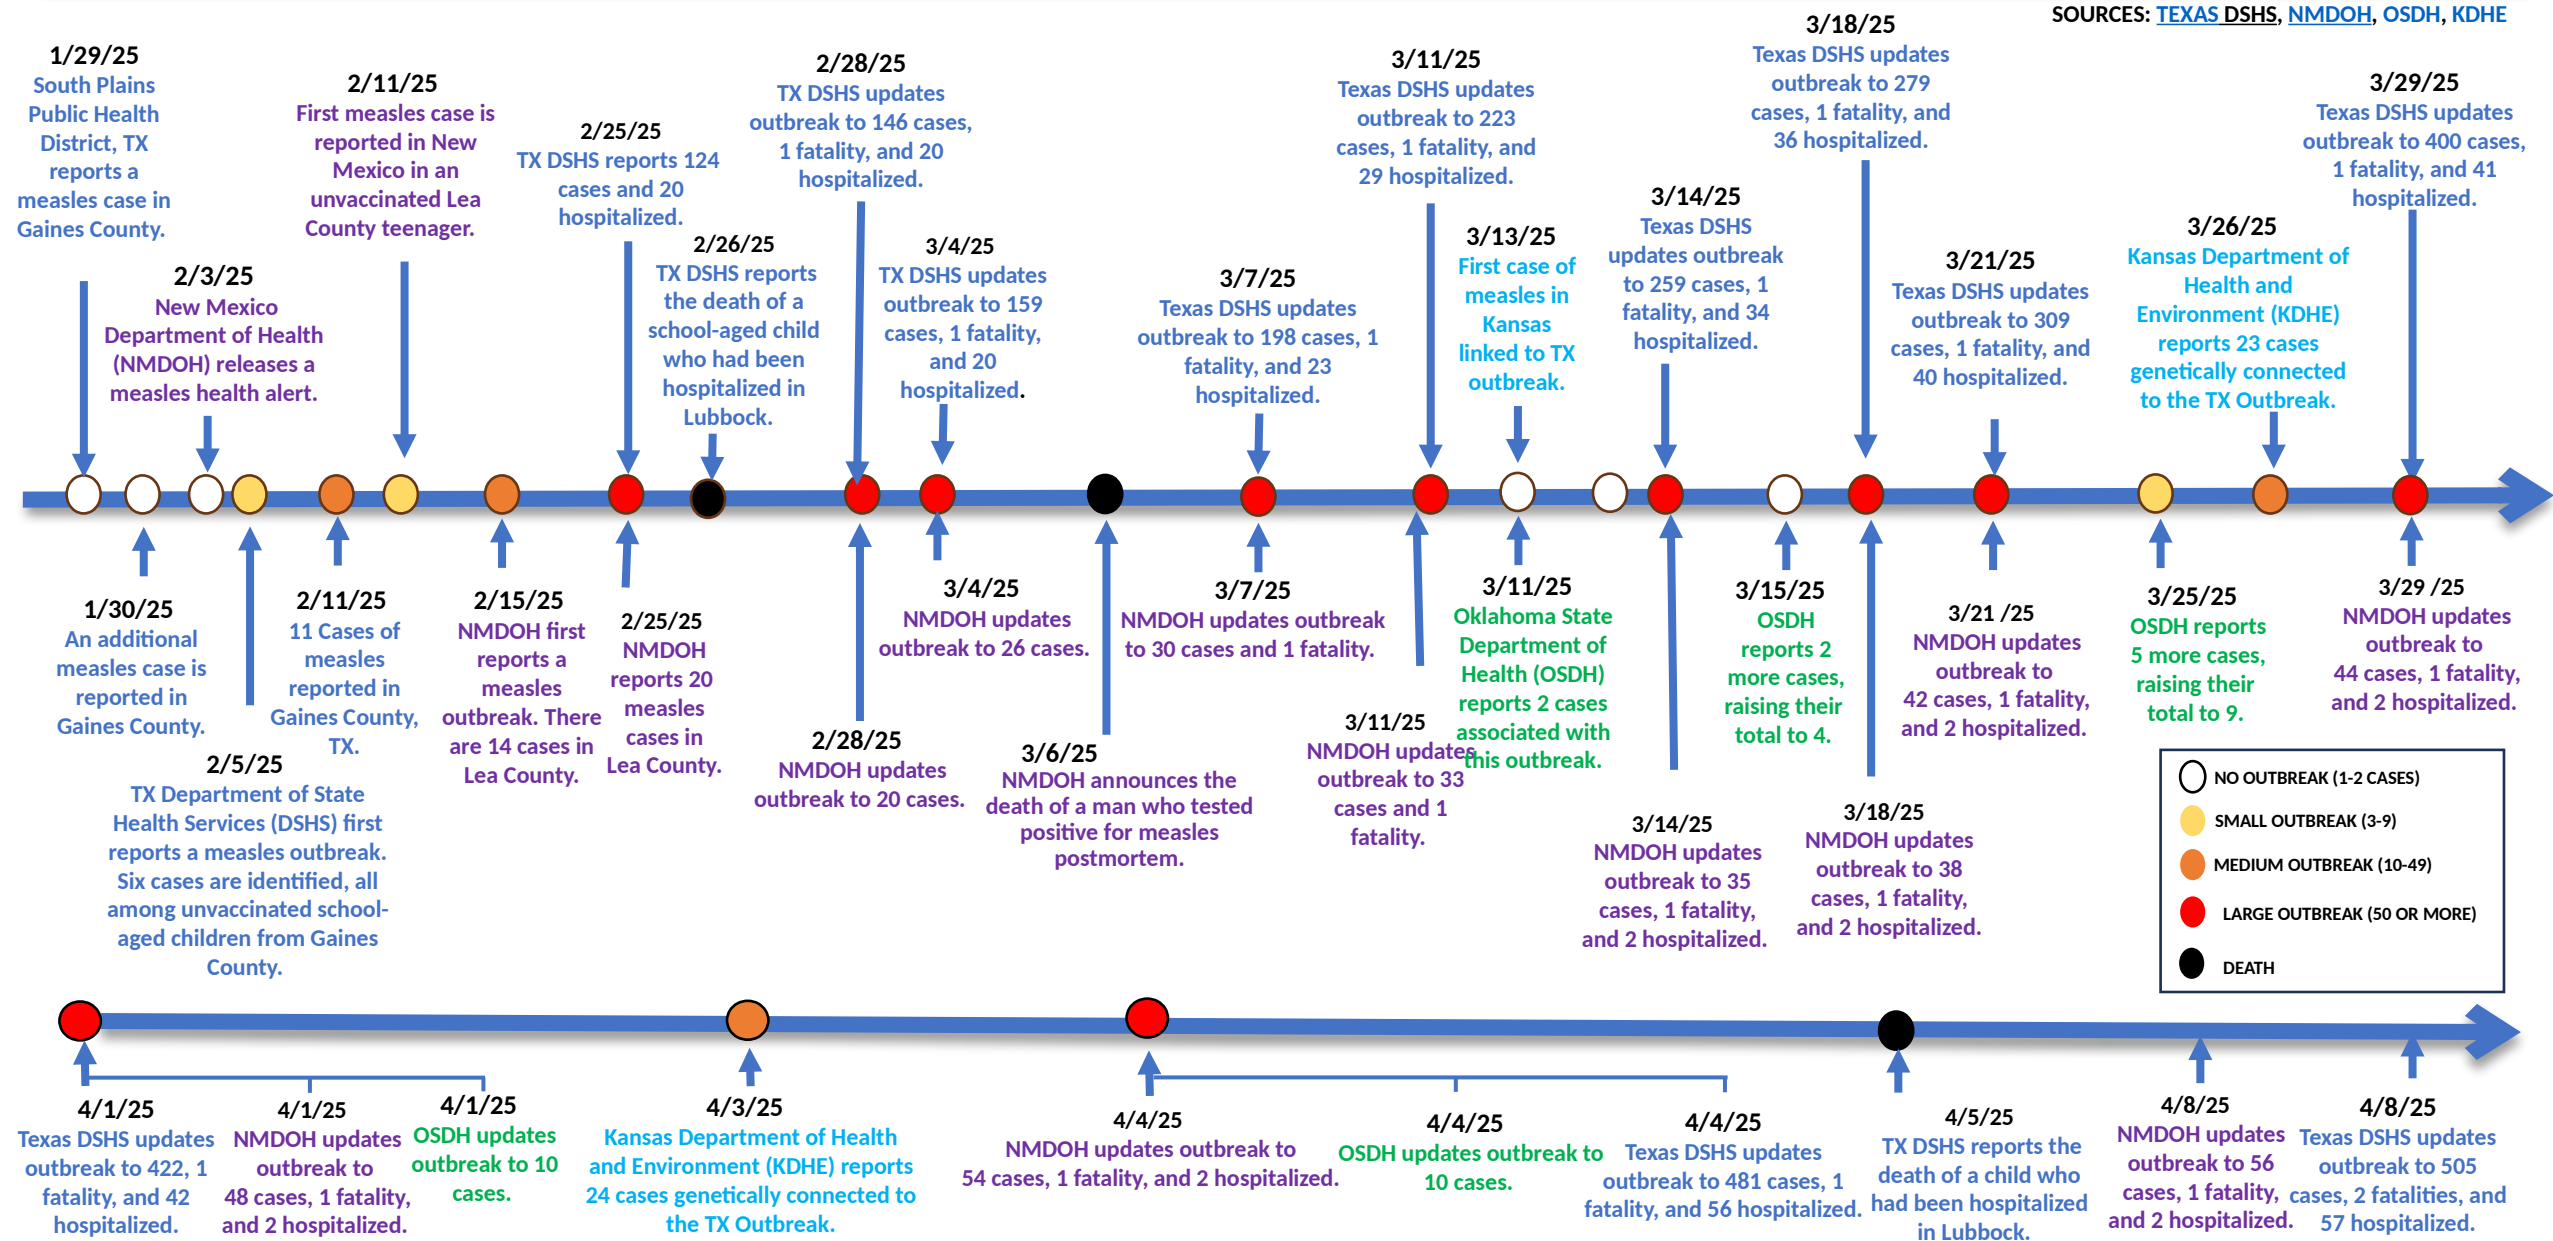 SOURCES: TEXAS DSHS, NMDOH, OSDH, KDHE
1/29/25
South Plains
Public Health
District, TX
reports a
measles case in
Gaines County.
2/3/25
New Mexico
Department of Health
(NMDOH) releases a
measles health alert.
2/11/25
First measles case is
reported in New
Mexico in an
unvaccinated Lea
County teenager.
2/25/25
TX DSHS reports 124
cases and 20
hospitalized.
2/26/25
TX DSHS reports
the death of a
school-aged child
who had been
hospitalized in
Lubbock.
2/28/25
TX DSHS updates
outbreak to 146 cases,
1 fatality, and 20
hospitalized.
3/4/25
TX DSHS updates
outbreak to 159
cases, 1 fatality,
and 20
hospitalized.
3/7/25
Texas DSHS updates
outbreak to 198 cases, 1
fatality, and 23
hospitalized.
3/11/25
Texas DSHS updates
outbreak to 223
cases, 1 fatality, and
29 hospitalized.
3/13/25
First case of
measles in
Kansas
linked to TX
outbreak.
3/14/25
Texas DSHS
updates outbreak
to 259 cases, 1
fatality, and 34
hospitalized.
3/18/25
Texas DSHS updates
outbreak to 279
cases, 1 fatality, and
36 hospitalized.
3/21/25
Texas DSHS updates
outbreak to 309
cases, 1 fatality, and
40 hospitalized.
3/26/25
Kansas Department of
Health and
Environment (KDHE)
reports 23 cases
genetically connected
to the TX Outbreak.
3/29/25
Texas DSHS updates
outbreak to 400 cases,
1 fatality, and 41
hospitalized.
1/30/25
An additional
measles case is
reported in
Gaines County.
2/5/25
TX Department of State
Health Services (DSHS) first
reports a measles outbreak.
Six cases are identified, all
among unvaccinated school-
aged children from Gaines
County.
2/11/25
11 Cases of
measles
reported in
Gaines County,
TX.
2/15/25
NMDOH first
reports a
measles
outbreak. There
are 14 cases in
Lea County.
2/25/25
NMDOH
reports 20
measles
cases in
Lea County.
2/28/25
NMDOH updates
outbreak to 20 cases.
3/4/25
NMDOH updates
outbreak to 26 cases.
3/6/25
NMDOH announces the
death of a man who tested
positive for measles
postmortem.
3/7/25
NMDOH updates outbreak
to 30 cases and 1 fatality.
3/11/25
NMDOH updates
outbreak to 33
cases and 1
fatality.
3/11/25
Oklahoma State
Department of
Health (OSDH)
reports 2 cases
associated with
this outbreak.
3/14/25
NMDOH updates
outbreak to 35
cases, 1 fatality,
and 2 hospitalized.
3/15/25
OSDH
reports 2
more cases,
raising their
total to 4.
3/18/25
NMDOH updates
outbreak to 38
cases, 1 fatality,
and 2 hospitalized.
3/21 /25
NMDOH updates
outbreak to
42 cases, 1 fatality,
and 2 hospitalized.
3/25/25
OSDH reports
5 more cases,
raising their
total to 9.
3/29 /25
NMDOH updates
outbreak to
44 cases, 1 fatality,
and 2 hospitalized.
NO OUTBREAK (1-2 CASES)
SMALL OUTBREAK (3-9)
MEDIUM OUTBREAK (10-49)
LARGE OUTBREAK (50 OR MORE)
DEATH
4/1/25
Texas DSHS updates
outbreak to 422, 1
fatality, and 42
hospitalized.
4/1/25
NMDOH updates
outbreak to
48 cases, 1 fatality,
and 2 hospitalized.
4/1/25
OSDH updates
outbreak to 10
cases.
4/3/25
Kansas Department of Health
and Environment (KDHE) reports
24 cases genetically connected to
the TX Outbreak.
4/4/25
NMDOH updates outbreak to
54 cases, 1 fatality, and 2 hospitalized.
4/4/25
OSDH updates outbreak to
10 cases.
4/4/25
Texas DSHS updates
outbreak to 481 cases, 1
fatality, and 56 hospitalized.
4/5/25
TX DSHS reports the
death of a child who
had been hospitalized
in Lubbock.
4/8/25
NMDOH updates
outbreak to 56
cases, 1 fatality,
and 2 hospitalized.
4/8/25
Texas DSHS updates
outbreak to 505
cases, 2 fatalities, and
57 hospitalized.